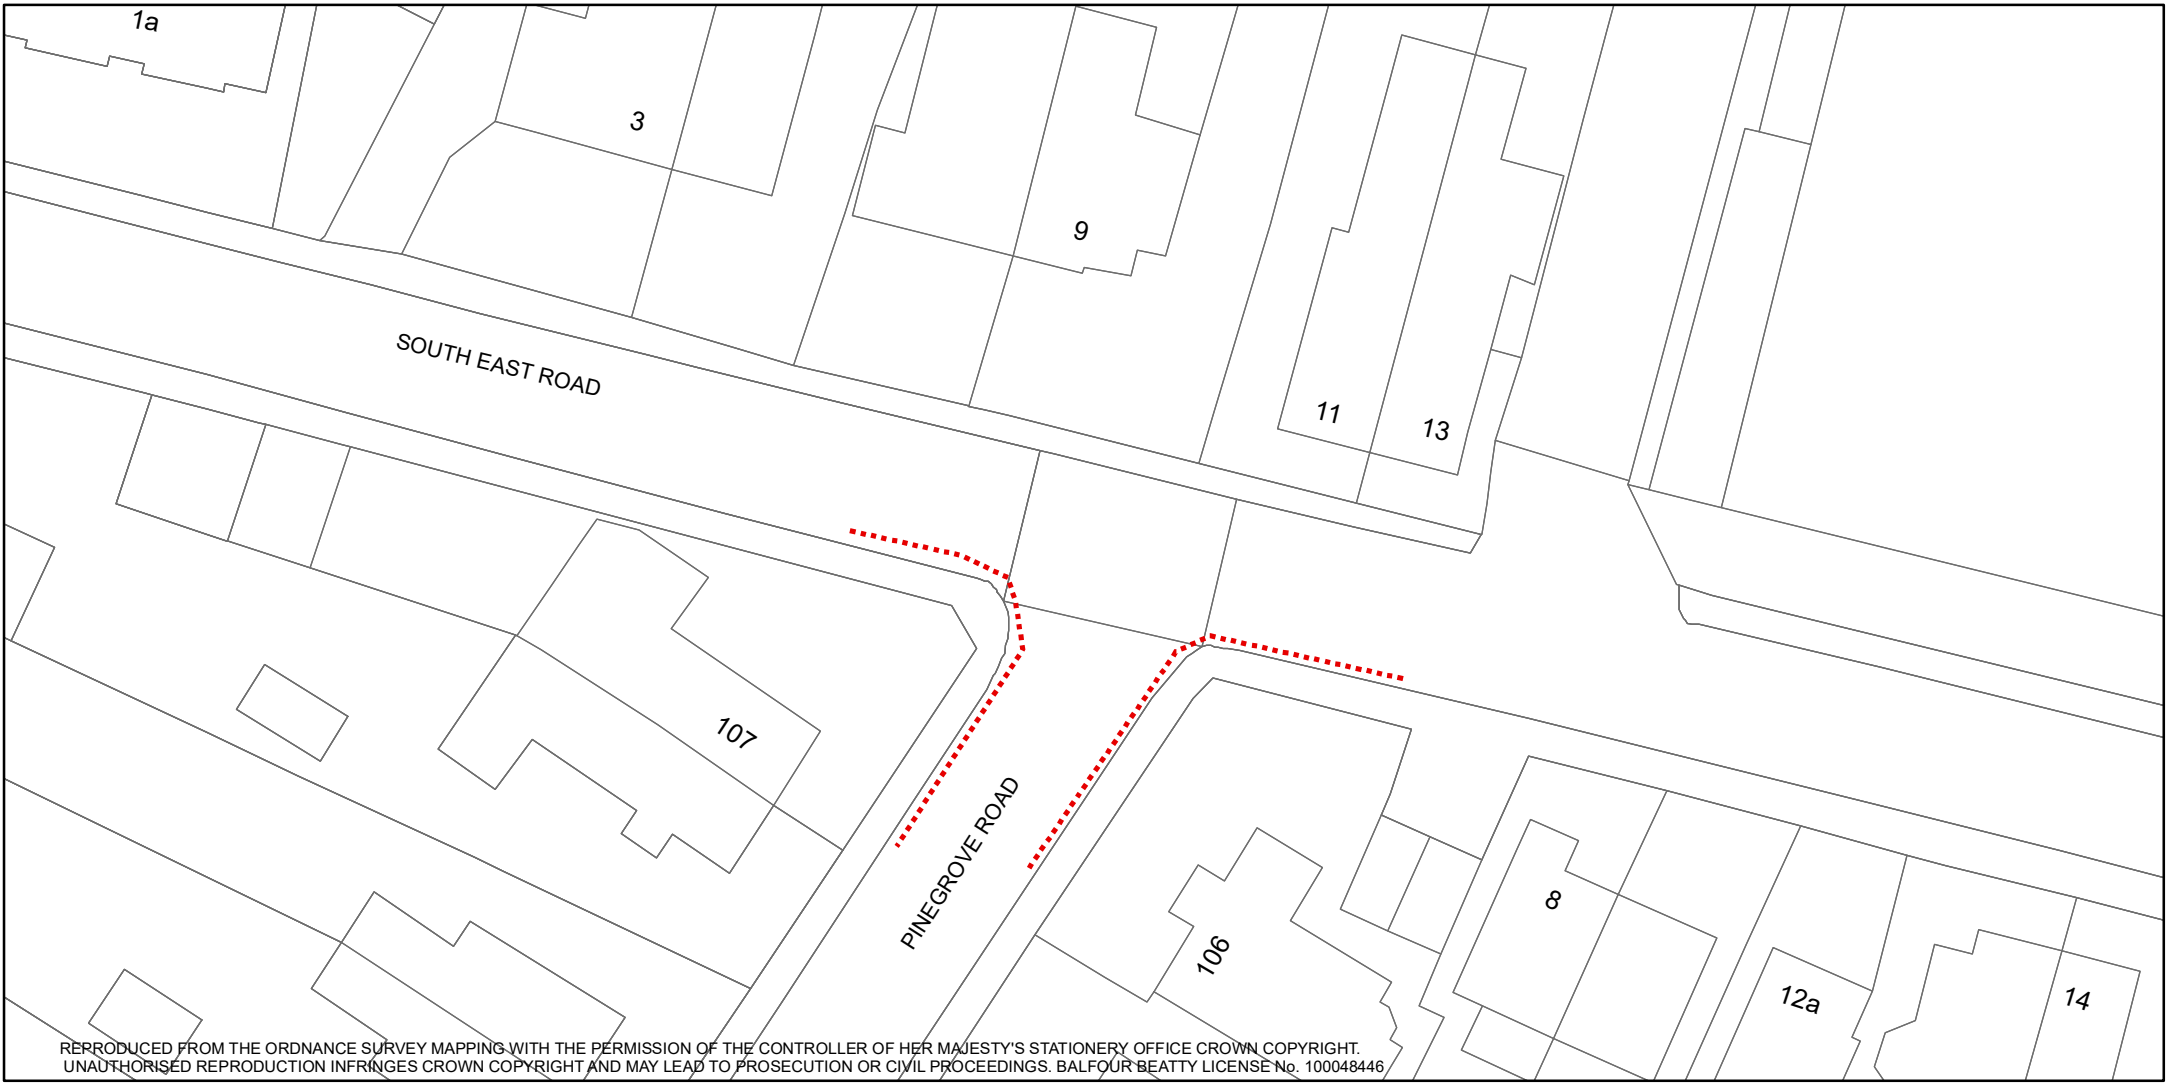 1a
3
9
SOUTH EAST ROAD
11
13
107
PINEGROVE ROAD
106
8
12a
14
REPRODUCED FROM THE ORDNANCE SURVEY MAPPING WITH THE PERMISSION OF THE CONTROLLER OF HER MAJESTY'S STATIONERY OFFICE CROWN COPYRIGHT.
UNAUTHORISED REPRODUCTION INFRINGES CROWN COPYRIGHT AND MAY LEAD TO PROSECUTION OR CIVIL PROCEEDINGS. BALFOUR BEATTY LICENSE No. 100048446